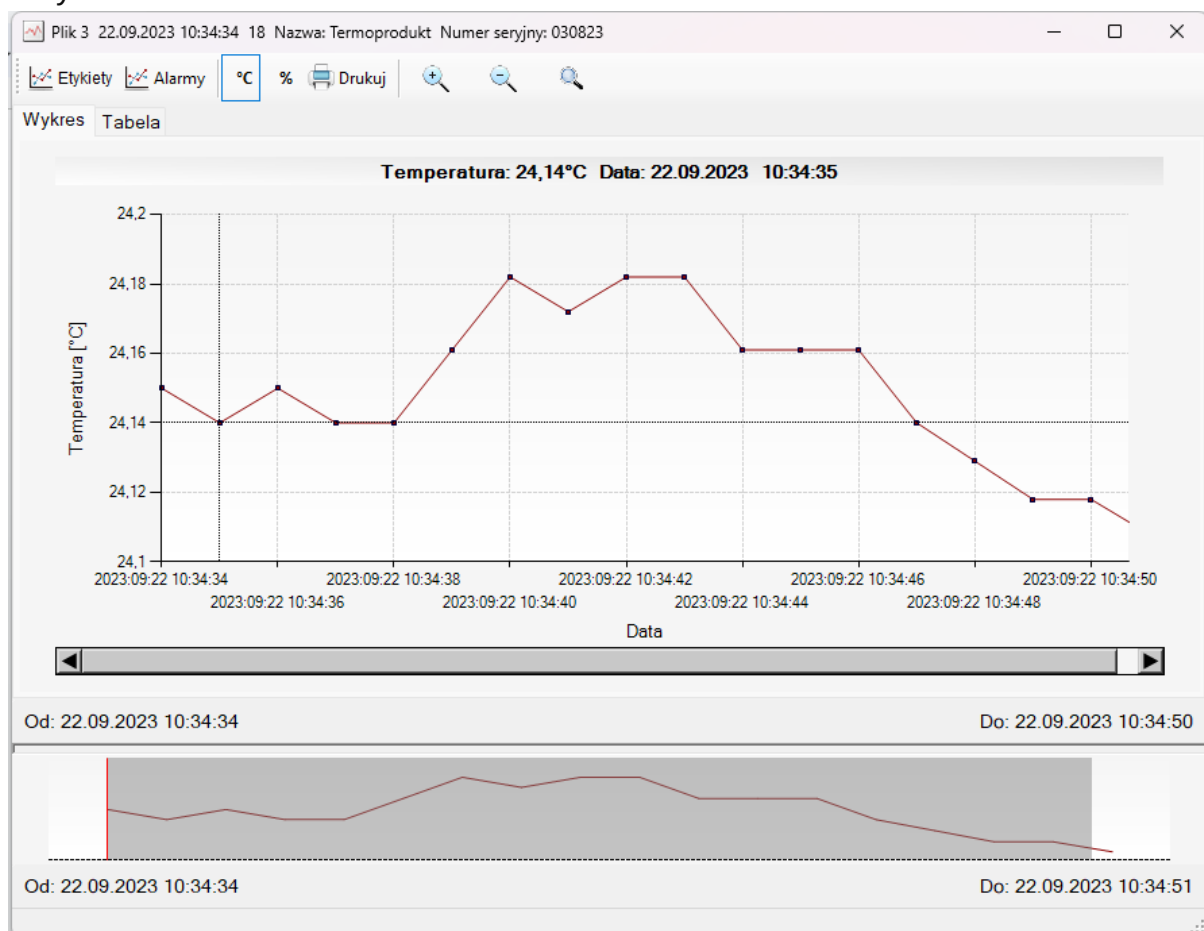 Plik 3 22.09.2023 10:34:34 18 Nazwa: Termoprodukt Numer seryjny: 030823
Etykiety Alarmy °C % Drukuj
Wykres Tabela
Temperatura: 24,14°C Data: 22.09.2023 10:34:35
24,2
24,18
24,16
24,14
24,12
24,1
Temperatura [°C]
2023:09:22 10:34:34 2023:09:22 10:34:38 2023:09:22 10:34:42 2023:09:22 10:34:46 2023:09:22 10:34:50
2023:09:22 10:34:36 2023:09:22 10:34:40 2023:09:22 10:34:44 2023:09:22 10:34:48
Data
Od: 22.09.2023 10:34:34 Do: 22.09.2023 10:34:50
Od: 22.09.2023 10:34:34 Do: 22.09.2023 10:34:51